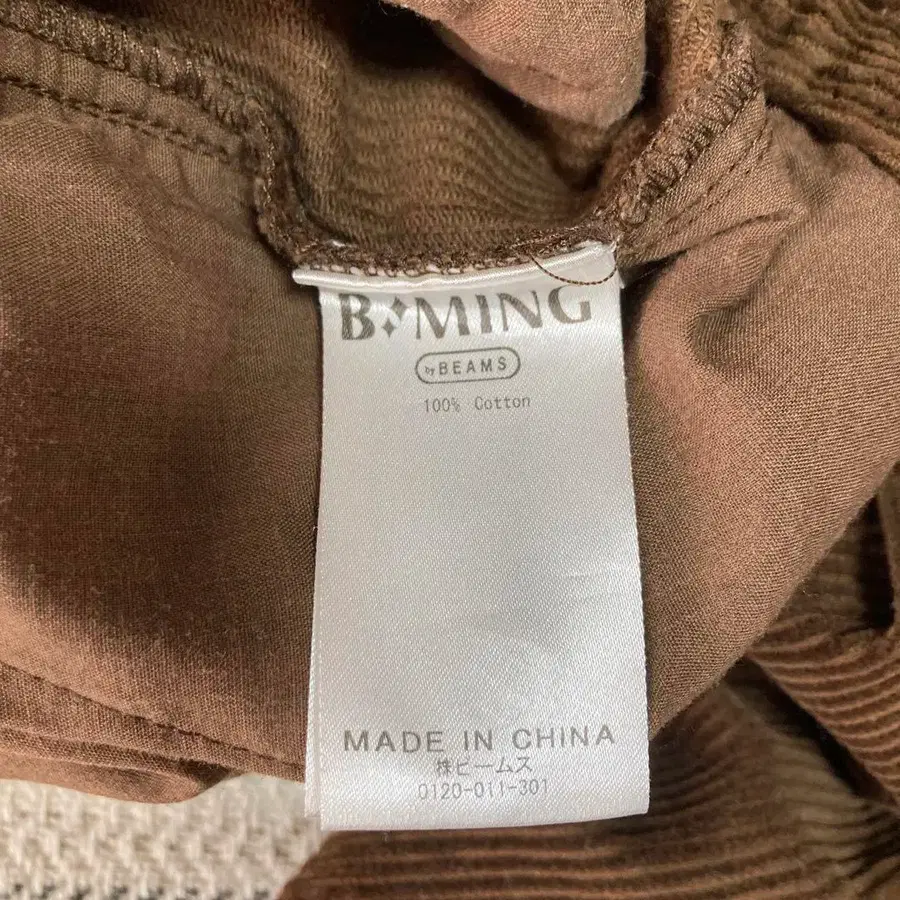 B:MING
by BEAMS
100% Cotton
MADE IN CHINA
株ビームス
0120-011-301